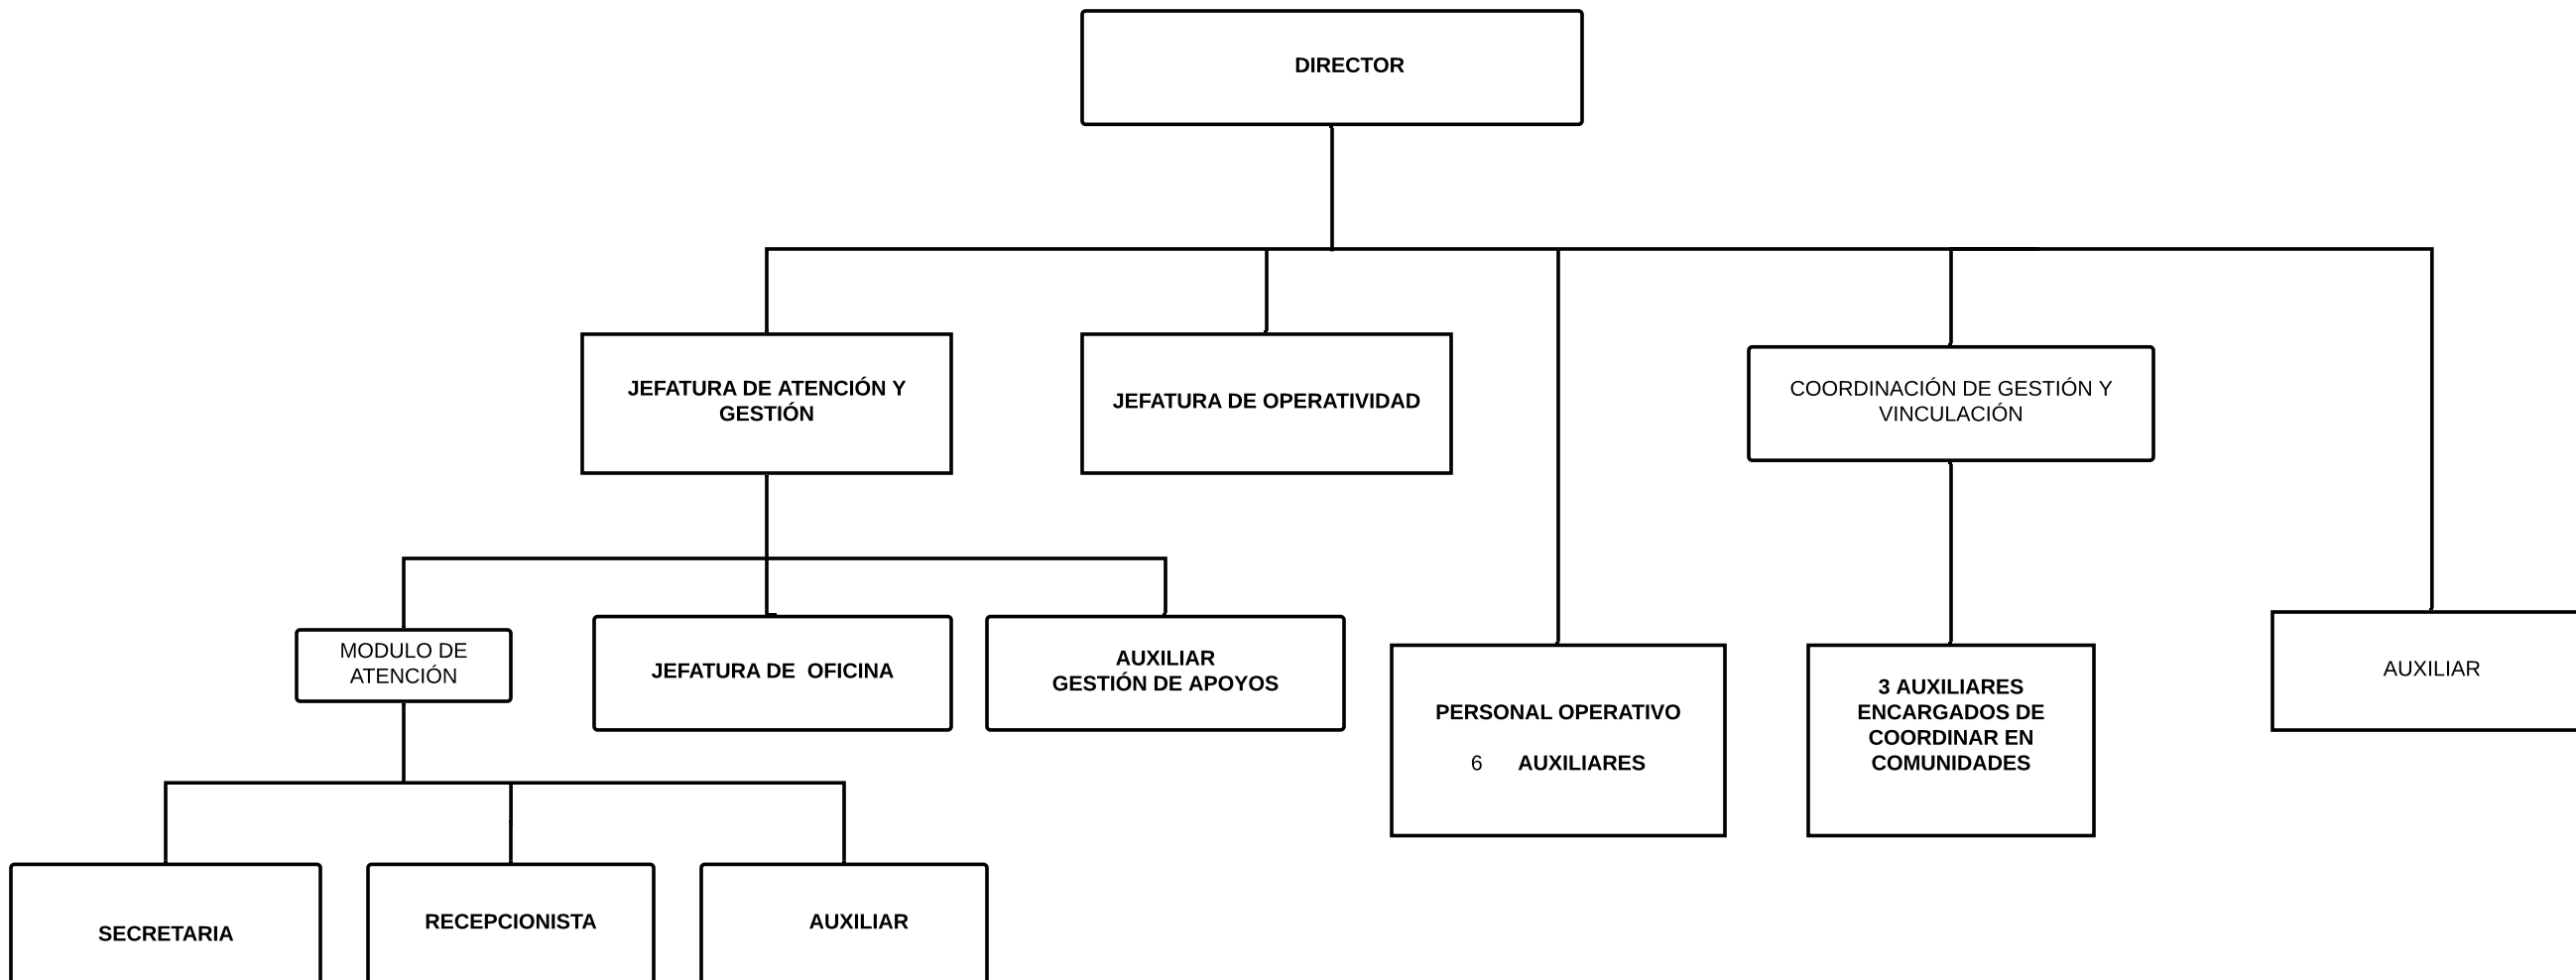 DIRECTOR
JEFATURA DE ATENCIÓN Y
GESTIÓN
JEFATURA DE OPERATIVIDAD
COORDINACIÓN DE GESTIÓN Y
VINCULACIÓN
MODULO DE
ATENCIÓN
JEFATURA DE  OFICINA
AUXILIAR
GESTIÓN DE APOYOS
PERSONAL OPERATIVO
6 AUXILIARES
3 AUXILIARES
ENCARGADOS DE
COORDINAR EN
COMUNIDADES
AUXILIAR
SECRETARIA
RECEPCIONISTA
AUXILIAR